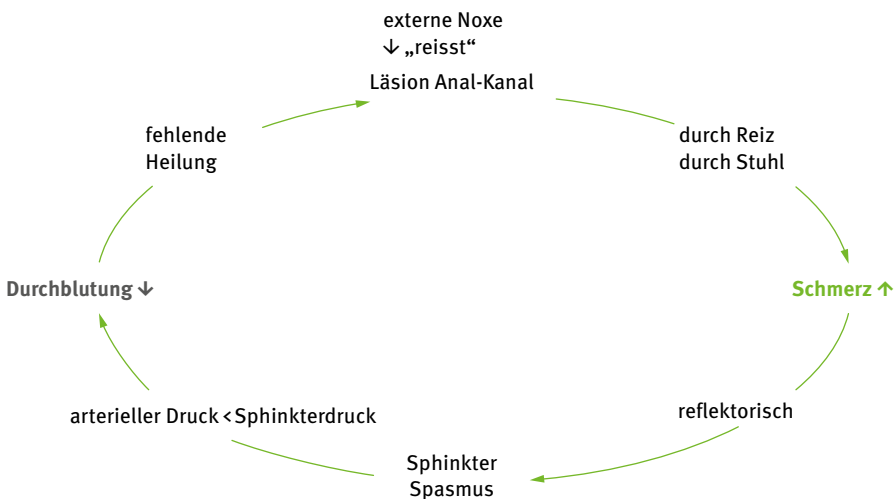 externe Noxe
↓ „reisst“
Läsion Anal-Kanal
durch Reiz
durch Stuhl
Schmerz ↑
reflektorisch
Sphinkter
Spasmus
arterieller Druck < Sphinkterdruck
Durchblutung ↓
fehlende
Heilung